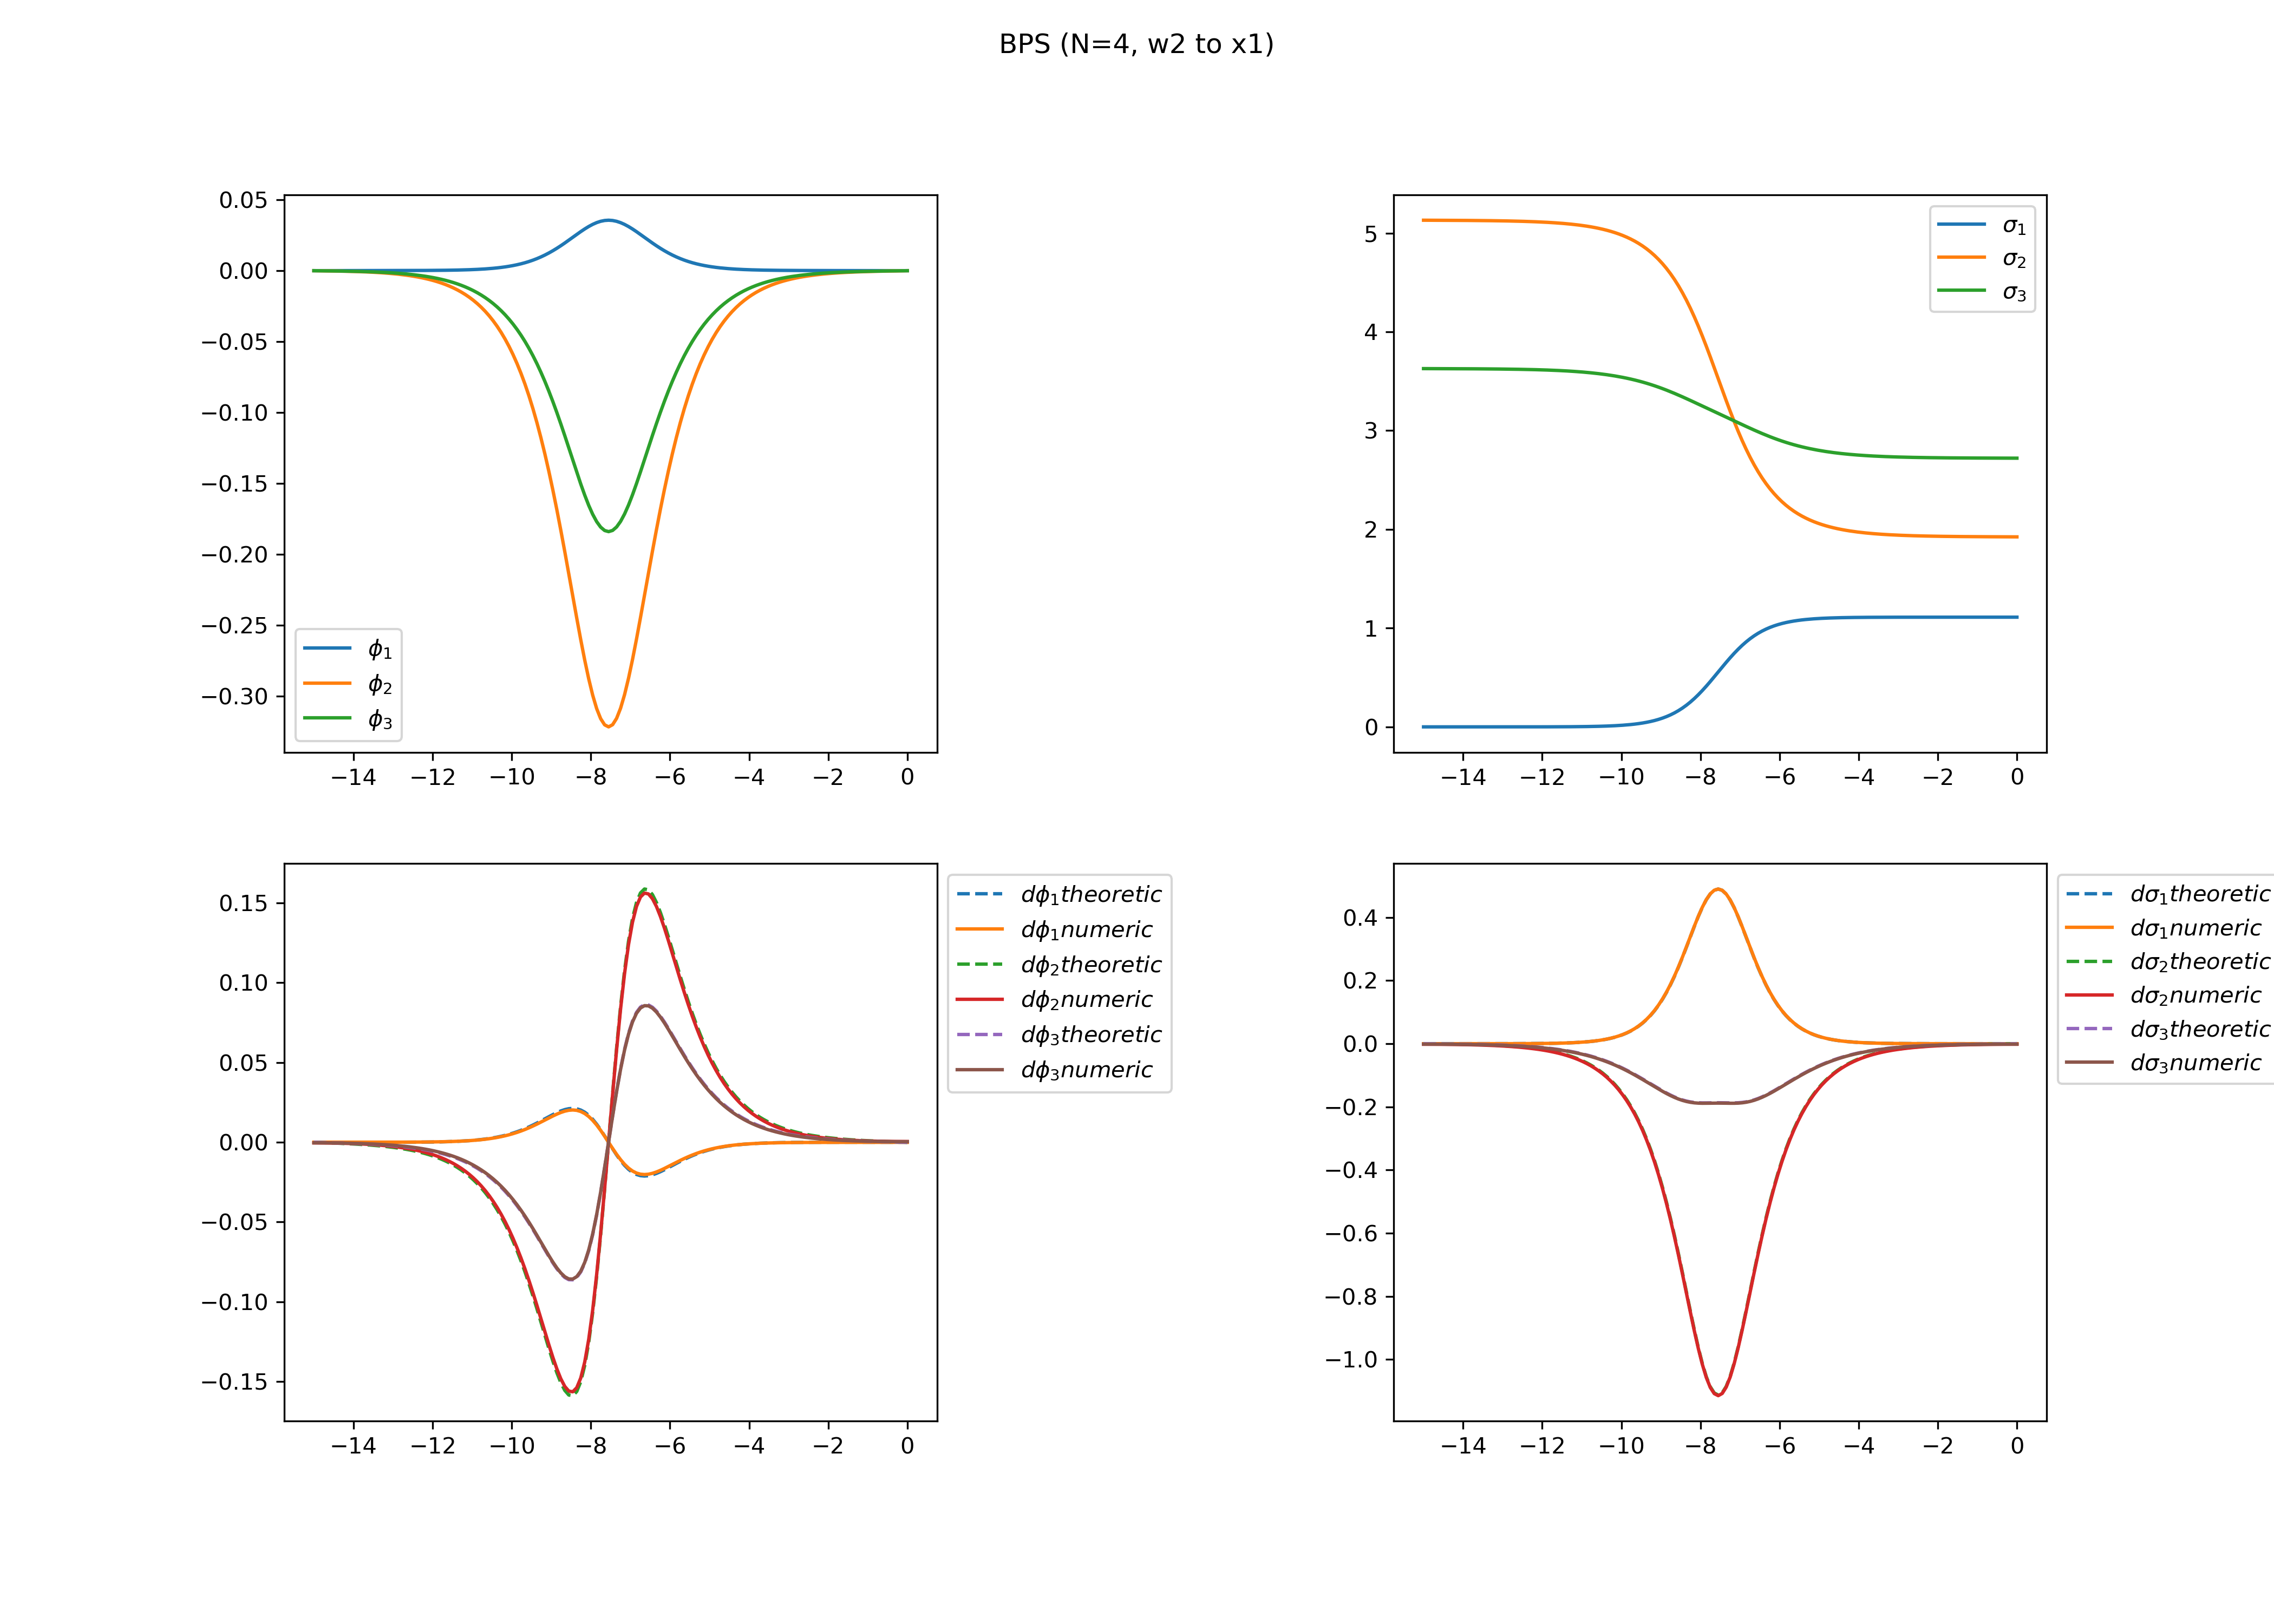 BPS (N=4, w2 to x1)
0.05
0.00
−0.05
−0.10
−0.15
−0.20
−0.25
−0.30
ϕ₁
ϕ₂
ϕ₃
−14 −12 −10 −8 −6 −4 −2 0
5
4
3
2
1
0
σ₁
σ₂
σ₃
−14 −12 −10 −8 −6 −4 −2 0
0.15
0.10
0.05
0.00
−0.05
−0.10
−0.15
dϕ₁theoretic
dϕ₁numeric
dϕ₂theoretic
dϕ₂numeric
dϕ₃theoretic
dϕ₃numeric
−14 −12 −10 −8 −6 −4 −2 0
0.4
0.2
0.0
−0.2
−0.4
−0.6
−0.8
−1.0
dσ₁theoretic
dσ₁numeric
dσ₂theoretic
dσ₂numeric
dσ₃theoretic
dσ₃numeric
−14 −12 −10 −8 −6 −4 −2 0